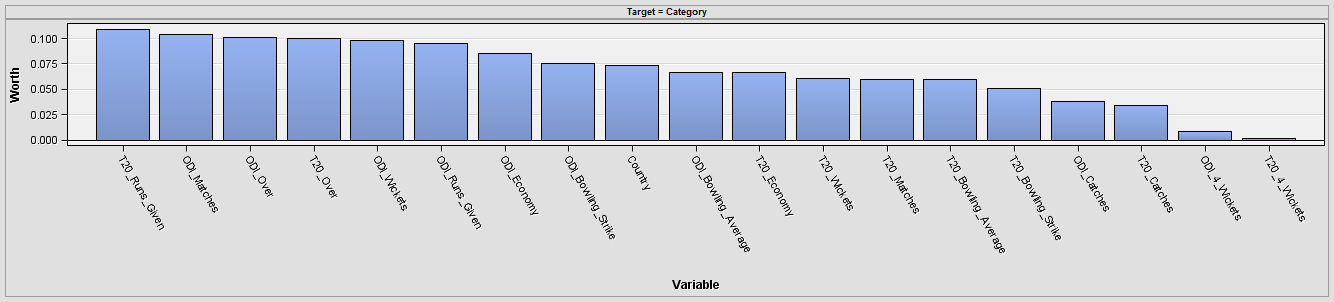 Target = Category
Worth
0.100
0.075
0.050
0.025
0.000
T20_Runs_Given
ODI_Matches
ODI_Over
T20_Over
ODI_Wickets
ODI_Runs_Given
ODI_Economy
ODI_Bowling_Strike
Country
ODI_Bowling_Average
T20_Economy
T20_Wickets
T20_Matches
T20_Bowling_Average
T20_Bowling_Strike
ODI_Catches
T20_Catches
ODI_4_Wickets
T20_4_Wickets
Variable